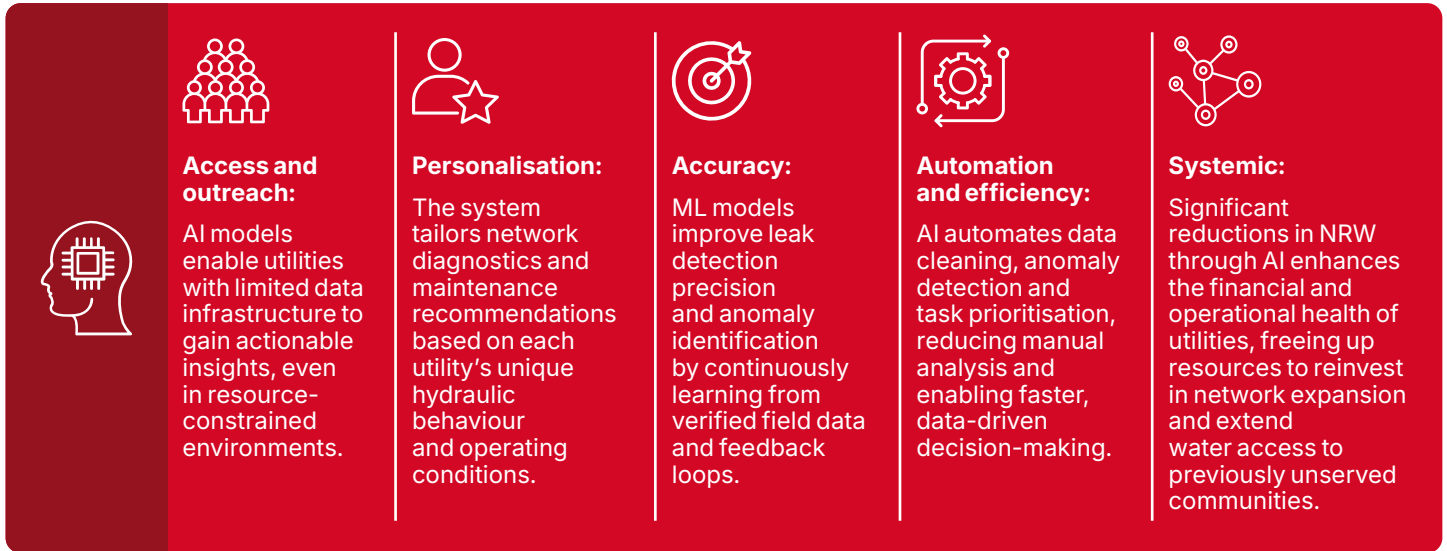 Access and
outreach:
AI models
enable utilities
with limited data
infrastructure to
gain actionable
insights, even
in resource-
constrained
environments.
Personalisation:
The system
tailors network
diagnostics and
maintenance
recommendations
based on each
utility’s unique
hydraulic
behaviour
and operating
conditions.
Accuracy:
ML models
improve leak
detection
precision
and anomaly
identification
by continuously
learning from
verified field data
and feedback
loops.
Automation
and efficiency:
AI automates data
cleaning, anomaly
detection and
task prioritisation,
reducing manual
analysis and
enabling faster,
data-driven
decision-making.
Systemic:
Significant
reductions in NRW
through AI enhances
the financial and
operational health of
utilities, freeing up
resources to reinvest
in network expansion
and extend
water access to
previously unserved
communities.